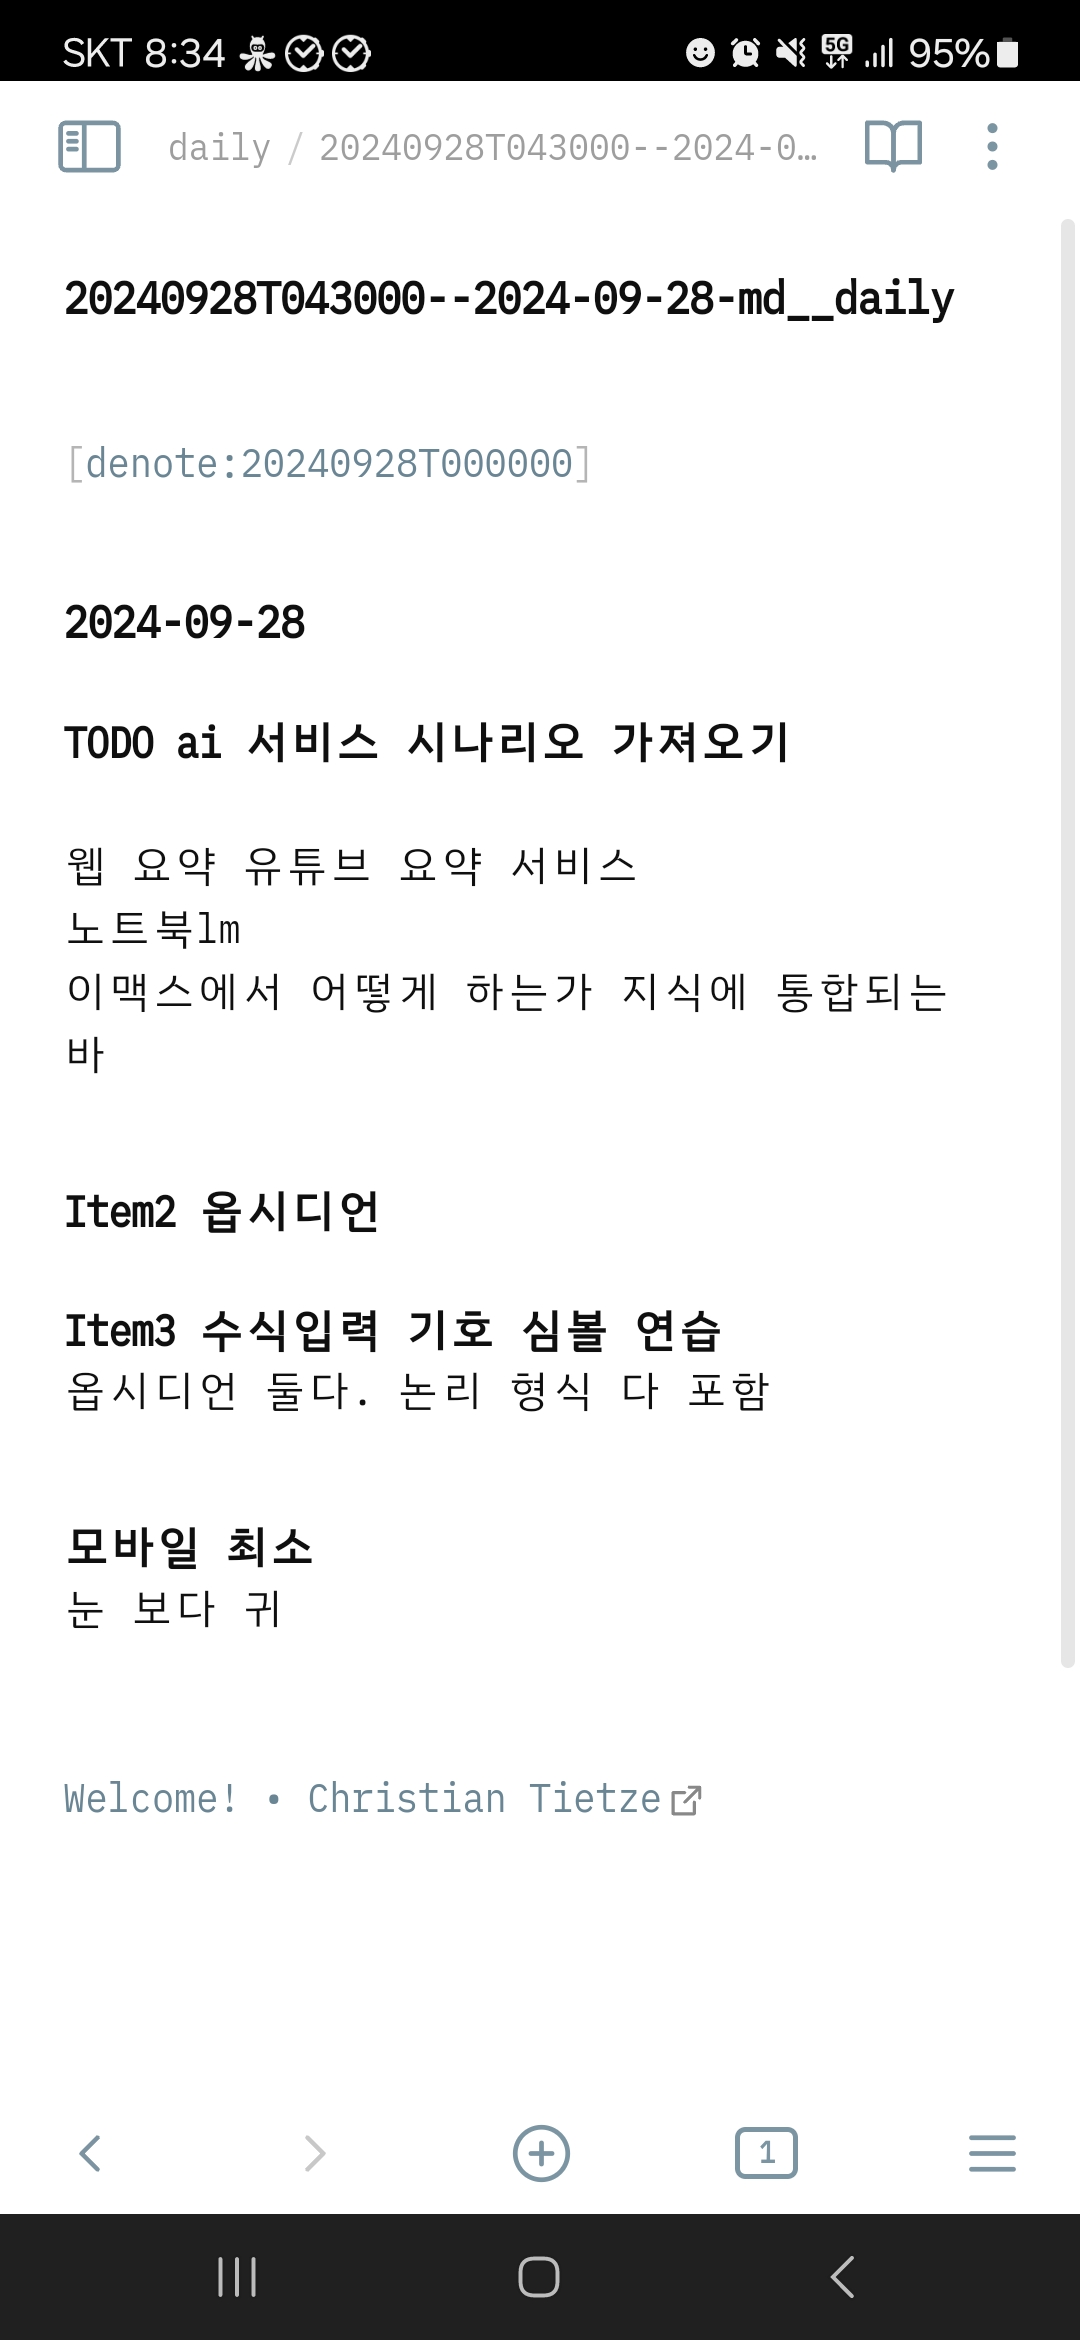 SKT 8:34 5G 95%
daily / 20240928T043000--2024-0…
20240928T043000--2024-09-28-md__daily
[denote:20240928T000000]
2024-09-28
TODO ai 서비스 시나리오 가져오기
웹 요약 유튜브 요약 서비스
노트북lm
이맥스에서 어떻게 하는가 지식에 통합되는
바
Item2 옵시디언
Item3 수식입력 기호 심볼 연습
옵시디언 둘다. 논리 형식 다 포함
모바일 최소
눈 보다 귀
Welcome! • Christian Tietze
1